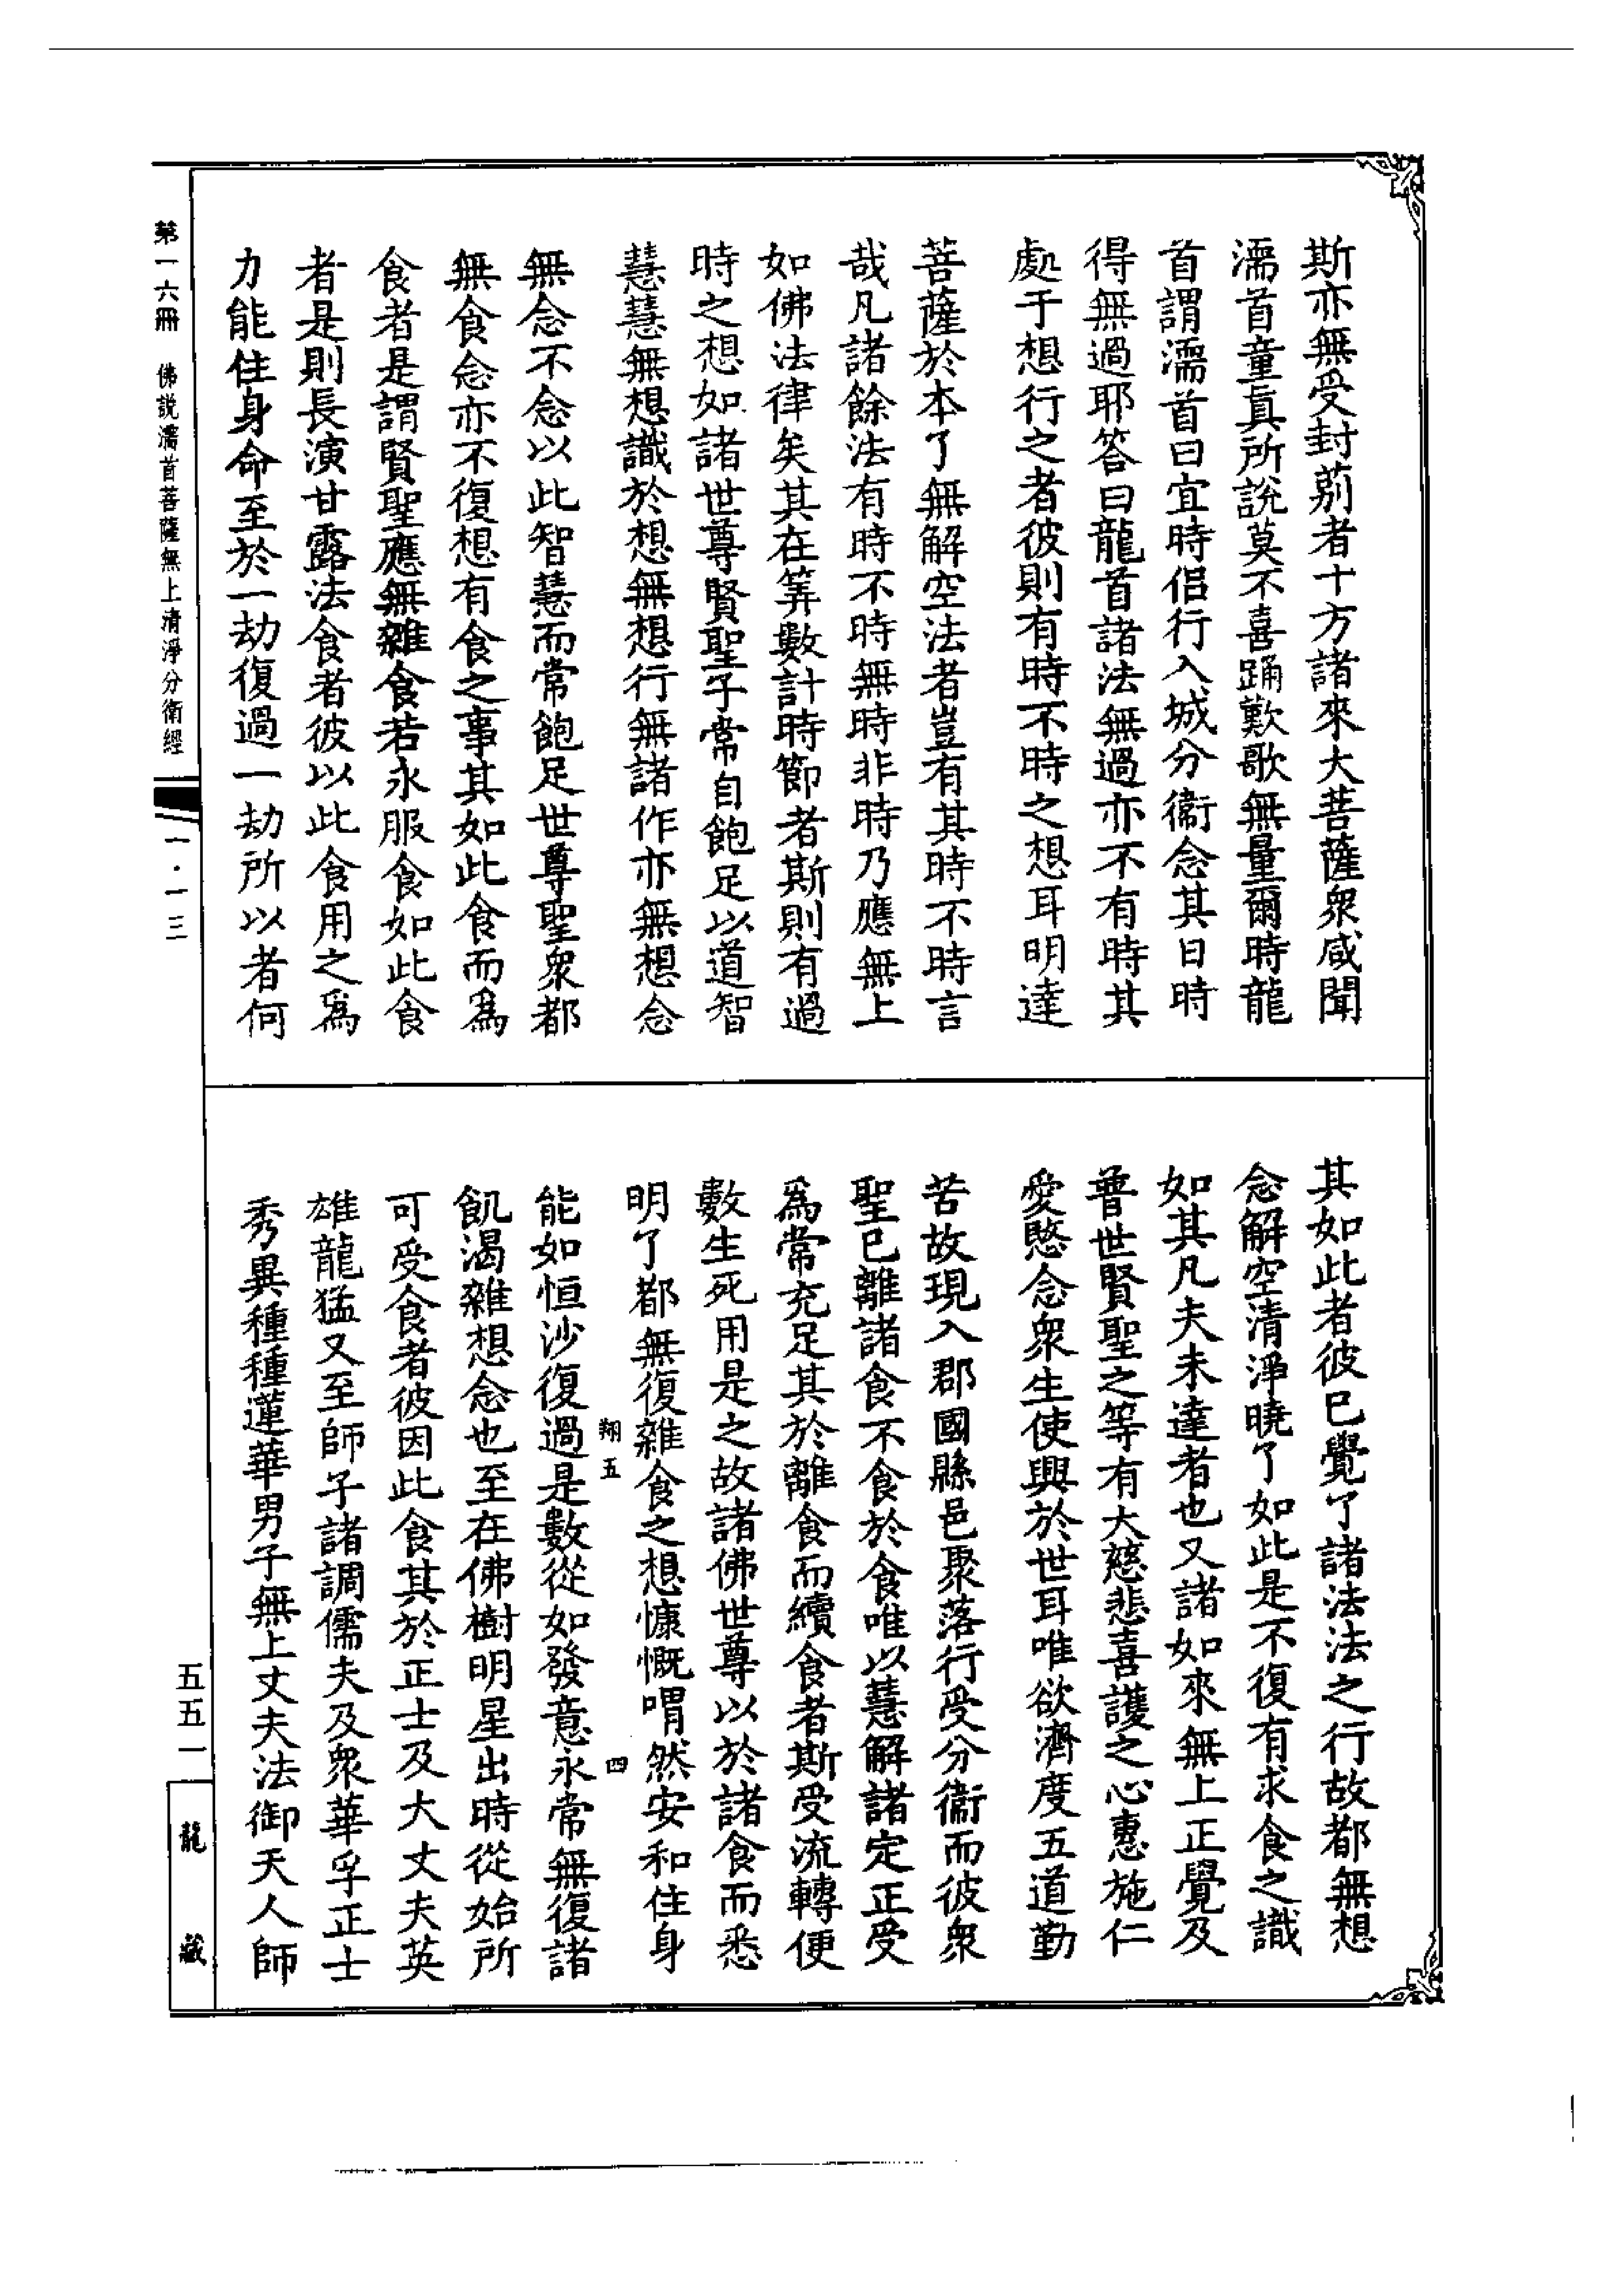 斯亦無受封莂者十方諸來大菩薩衆咸聞
濡首童真所說莫不喜踊歎歌無量爾時龍
首謂濡首曰宜時侣行入城分衞念其日時
得無過耶答曰龍首諸法無過亦不有時其
處于想行之者彼則有時不時之想耳明達
菩薩於本了無解空法者豈有其時不時言
哉凡諸餘法有時不時無時非時乃應無上
如佛法律矣其在筭數計時節者斯則有過
時之想如諸世尊賢聖子常自飽足以道智
慧慧無想識於想無想行無諸作亦無想念
無念不念以此智慧而常飽足世尊聖衆都
無食念亦不復想有食之事其如此食而爲
食者是謂賢聖應無雜食若永服食如此食
者是則長演甘露法食者彼以此食用之爲
力能住身命至於一劫復過一劫所以者何
其如此者彼已覺了諸法法之行故都無想
念解空清淨曉了如此是不復有求食之識
如其凡夫未達者也又諸如來無上正覺及
普世賢聖之等有大慈悲喜護之心惠施仁
愛愍念衆生使興於世耳唯欲濟度五道勤
苦故現入郡國縣邑聚落行受分衞而彼衆
聖已離諸食不食於食唯以慧解諸定正受
爲常充足其於離食而續食者斯受流轉便
數生死用是之故諸佛世尊以於諸食而悉
明了都無復雜食之想慷慨喟然安和住身
翔五
四
能如恒沙復過是數從如發意永常無復諸
飢渴雜想念也至在佛樹明星出時從始所
可受食者彼因此食其於正士及大丈夫英
雄龍猛又至師子諸調儒夫及衆華孚正士
秀異種種蓮華男子無上丈夫法御天人師
第一六冊 佛說濡首菩薩無上清淨分衛經
一·一三
五五一
龍藏